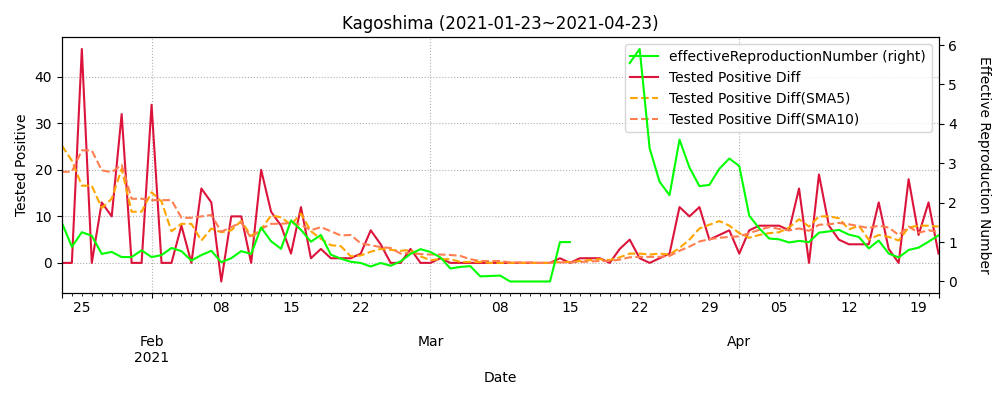 Kagoshima (2021-01-23~2021-04-23)
effectiveReproductionNumber (right)
Tested Positive Diff
Tested Positive Diff(SMA5)
Tested Positive Diff(SMA10)
Tested Positive
40
30
20
10
0
Effective Reproduction Number
6
5
4
3
2
1
0
25 08 15 22 08 15 22 29 05 12 19
Feb Mar Apr
2021
Date